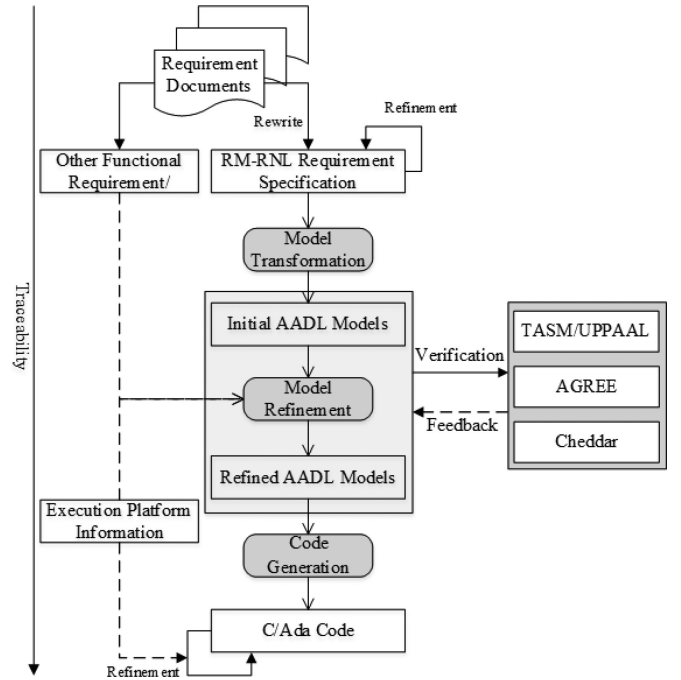 Requirement
Documents
Refinement
Rewrite
Other Functional
Requirement/
RM-RNL Requirement
Specification
Model
Transformation
Traceability
Initial AADL Models
TASM/UPPAAL
Verification
Model
Refinement
AGREE
Feedback
Cheddar
Refined AADL Models
Execution Platform
Information
Code
Generation
C/Ada Code
Refinement